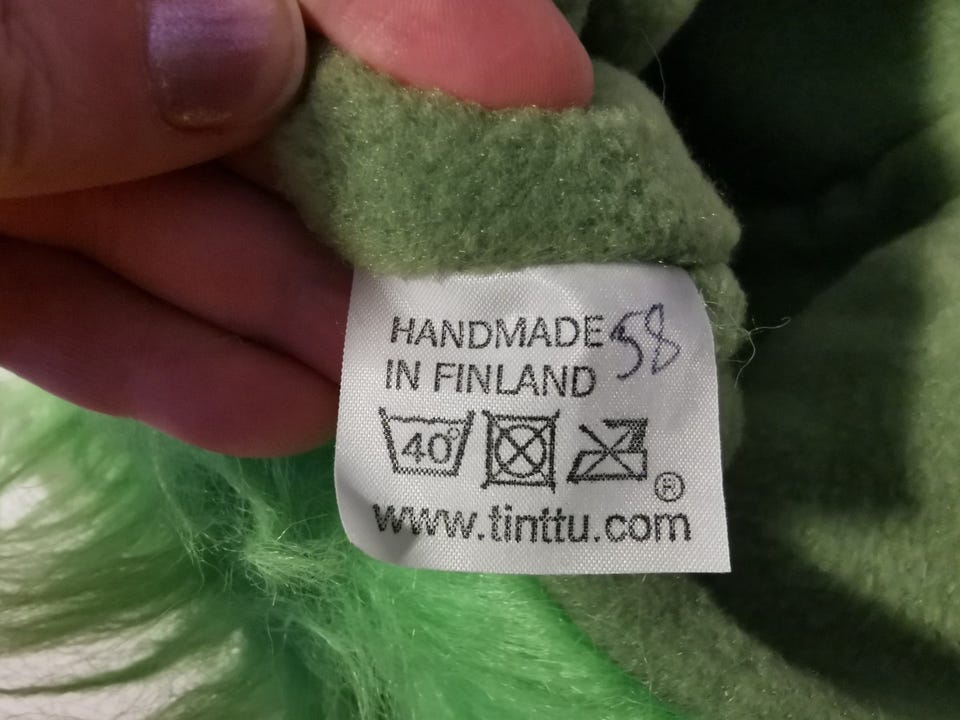 HANDMADE 58
IN FINLAND
40°
®
www.tinttu.com